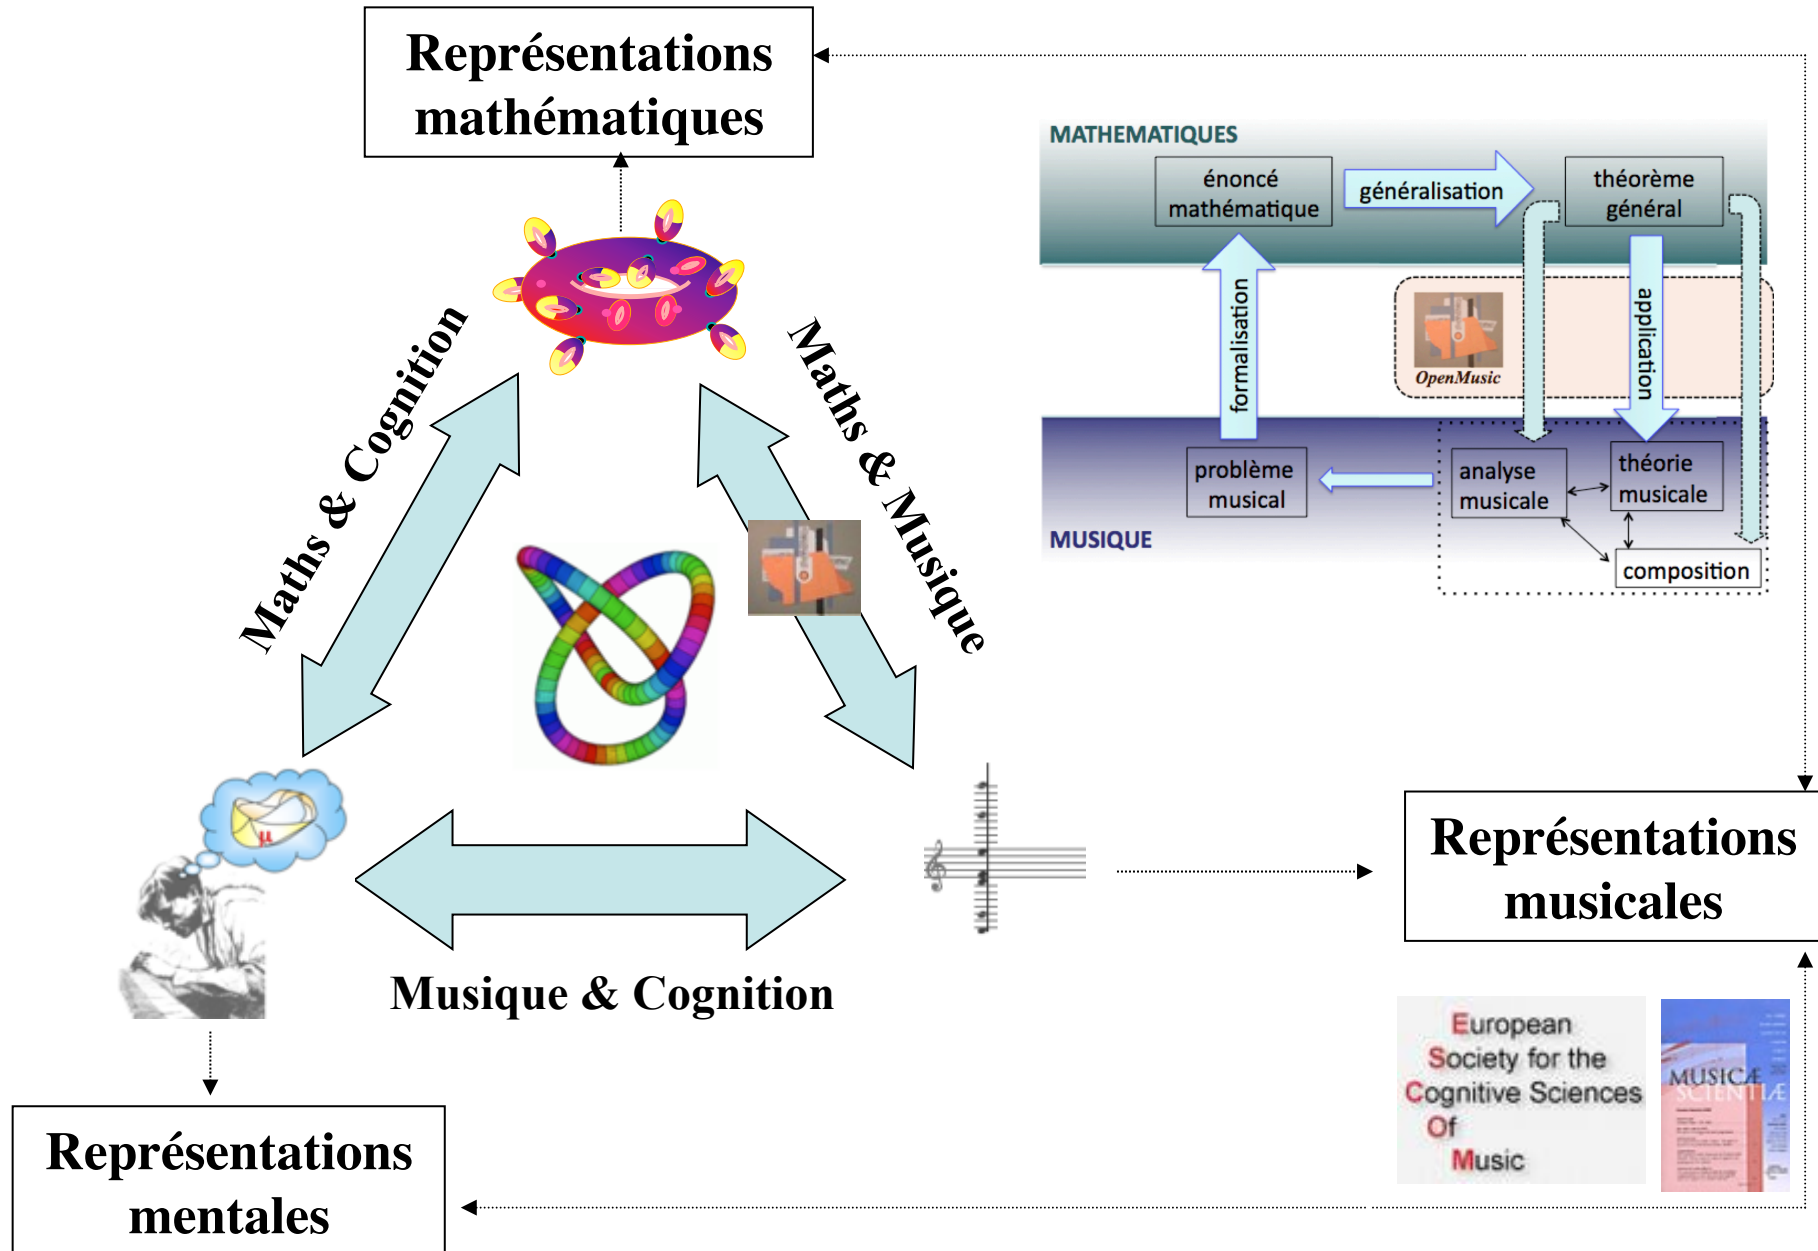 Représentations
mathématiques
MATHEMATIQUES
énoncé
mathématique
généralisation
théorème
général
formalisation
OpenMusic
application
problème
musical
analyse
musicale
théorie
musicale
composition
MUSIQUE
Maths & Cognition
Maths & Musique
μ
Musique & Cognition
Représentations
musicales
European
Society for the
Cognitive Sciences
Of
Music
MUSICÆ
SCIENTIÆ
Représentations
mentales